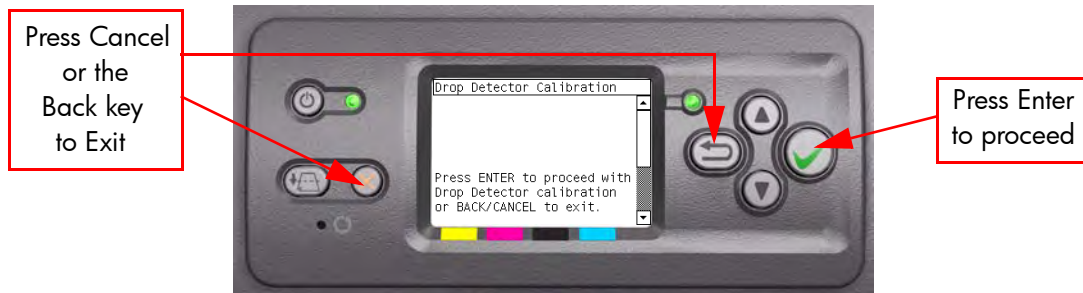 Press Cancel
or the
Back key
to Exit
Drop Detector Calibration
Press ENTER to proceed with
Drop Detector calibration
or BACK/CANCEL to exit.
Press Enter
to proceed